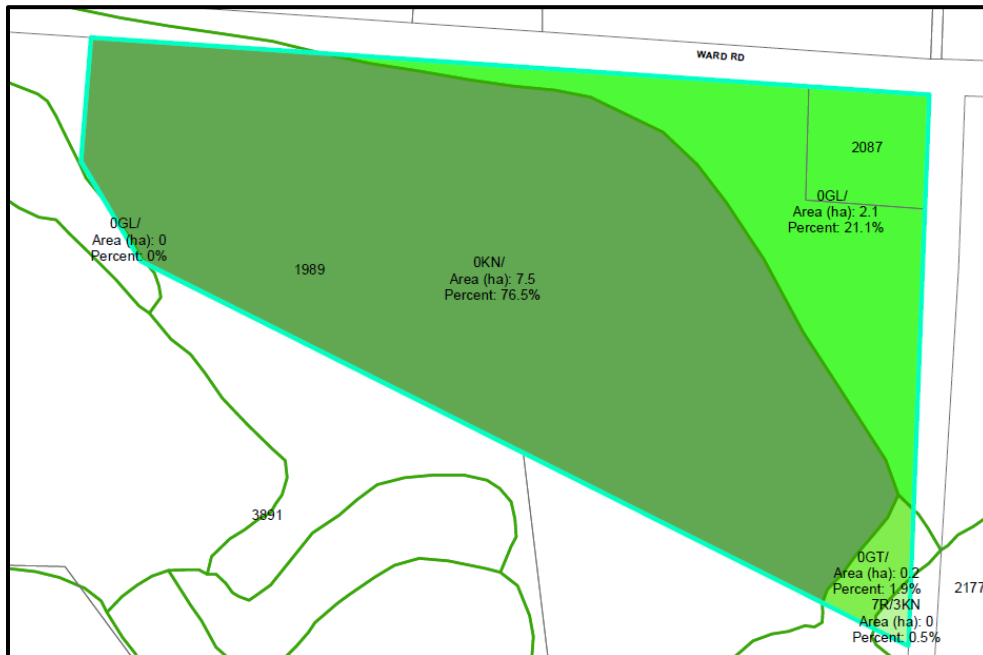 WARD RD
2087
0GL/
Area (ha): 2.1
Percent: 21.1%
0GL/
Area (ha): 0
Percent: 0%
1989
0KN/
Area (ha): 7.5
Percent: 76.5%
3891
0GT/
Area (ha): 0.2
Percent: 1.9%
7R/3KN
Area (ha): 0
Percent: 0.5%
2177